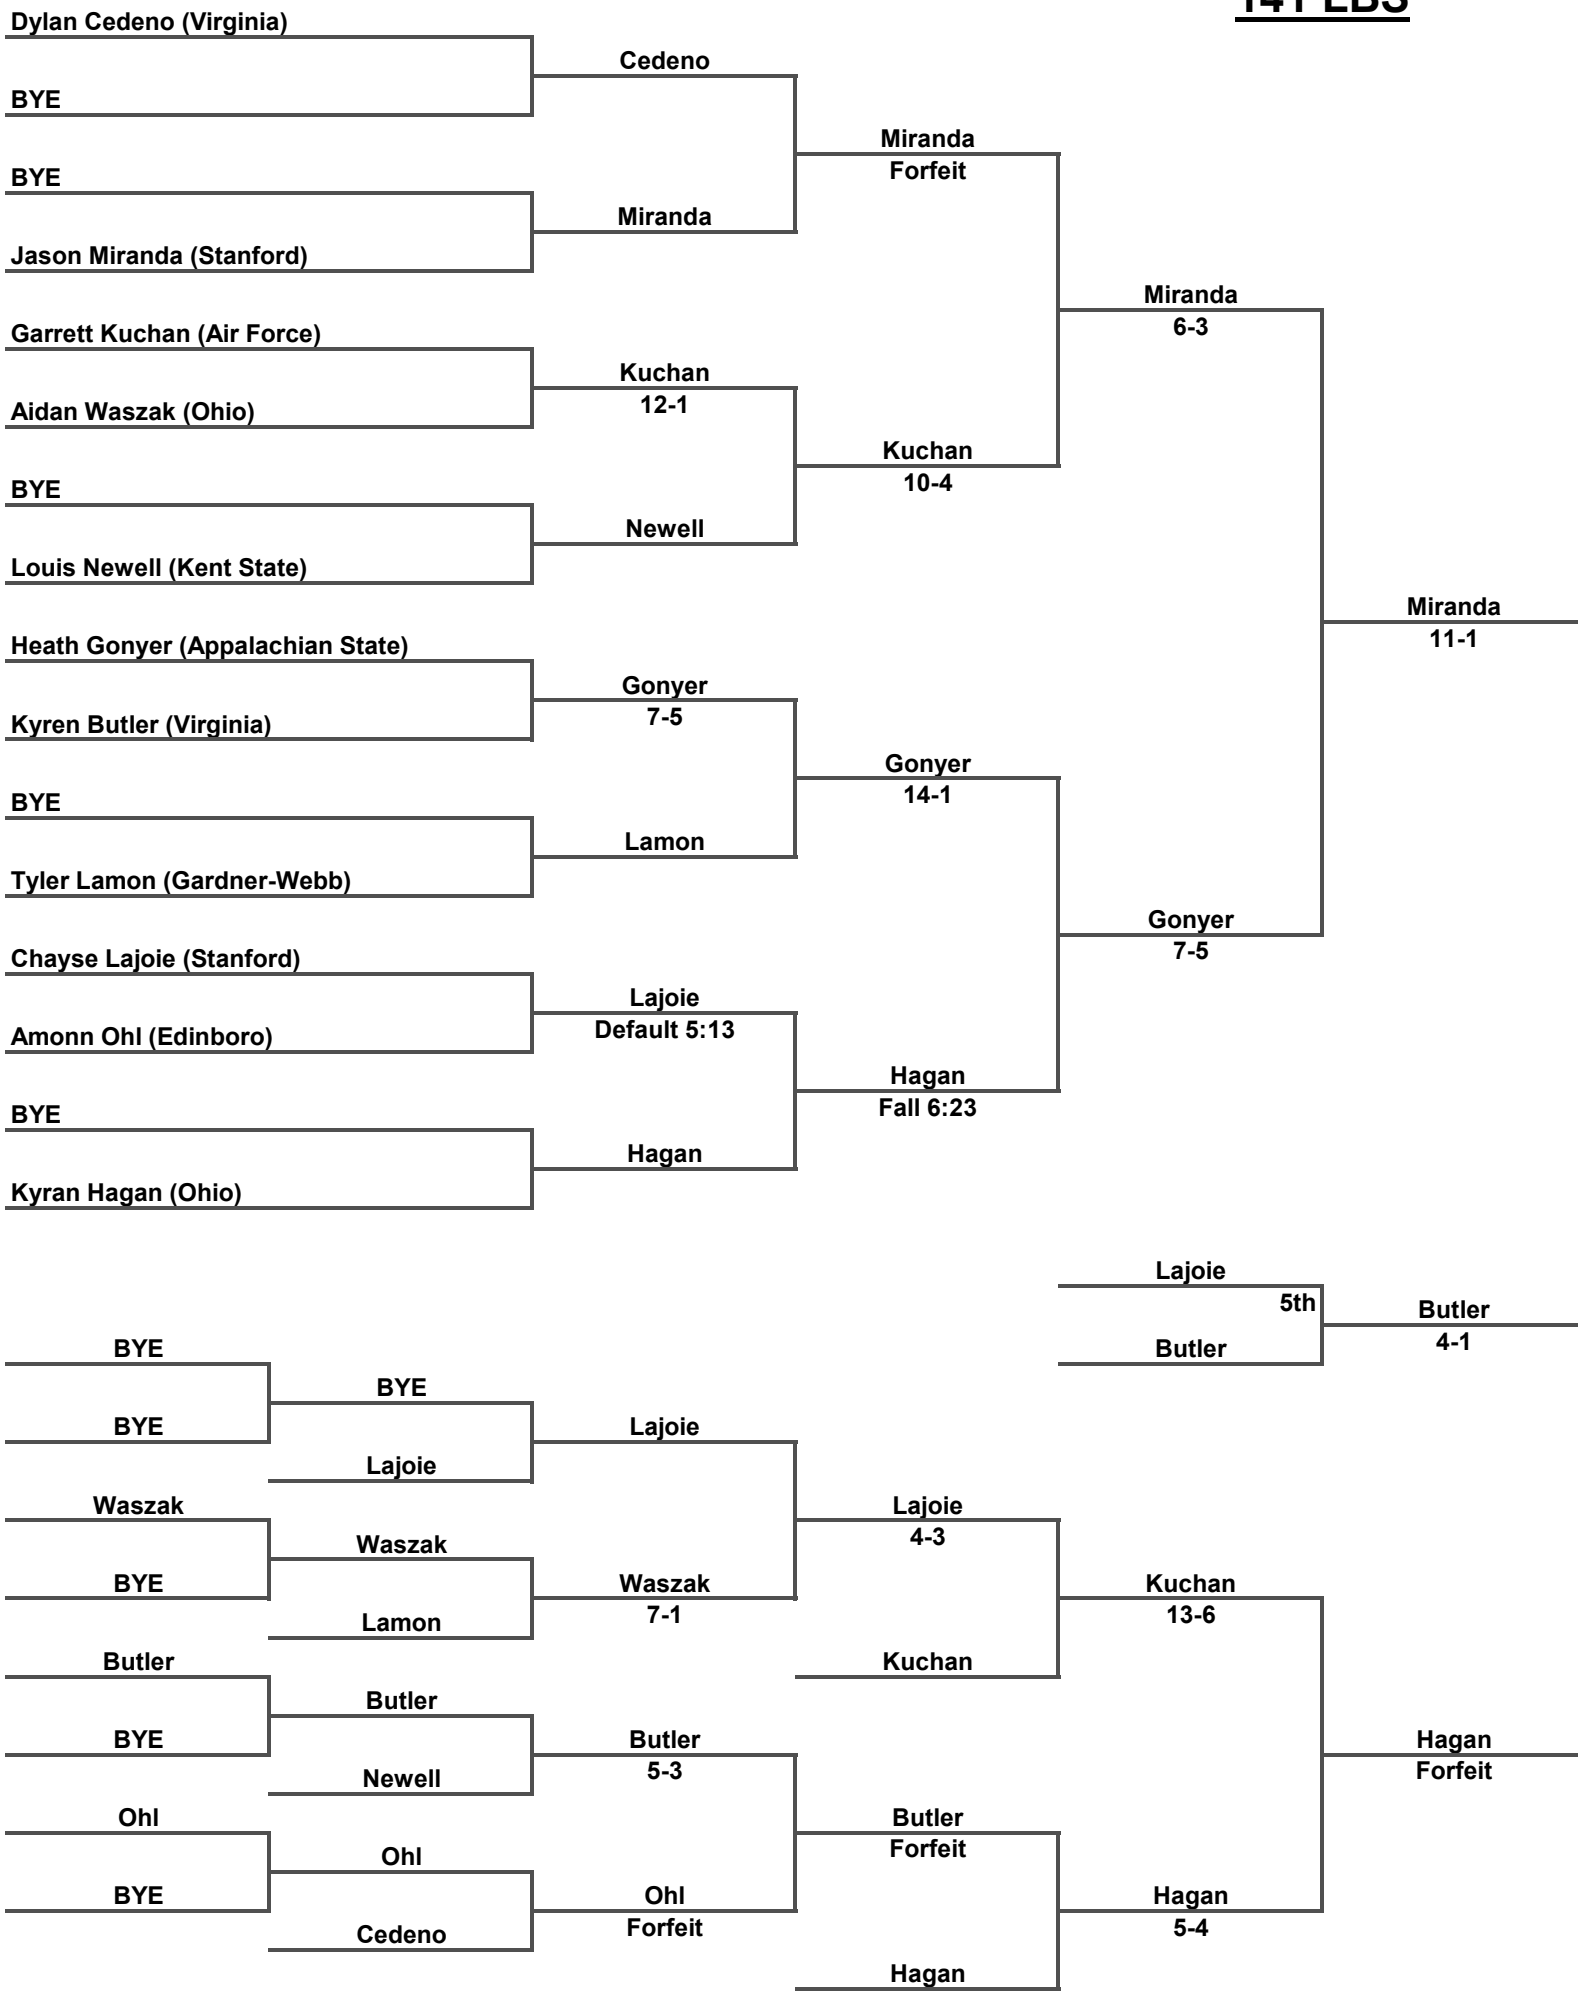 141 LBS
Dylan Cedeno (Virginia)
Cedeno
BYE
Miranda
Forfeit
BYE
Miranda
Jason Miranda (Stanford)
Miranda
6-3
Garrett Kuchan (Air Force)
Kuchan
12-1
Aidan Waszak (Ohio)
Kuchan
10-4
BYE
Newell
Louis Newell (Kent State)
Miranda
11-1
Heath Gonyer (Appalachian State)
Gonyer
7-5
Kyren Butler (Virginia)
Gonyer
14-1
BYE
Lamon
Tyler Lamon (Gardner-Webb)
Gonyer
7-5
Chayse Lajoie (Stanford)
Lajoie
Default 5:13
Amonn Ohl (Edinboro)
Hagan
Fall 6:23
BYE
Hagan
Kyran Hagan (Ohio)
Lajoie
5th
Butler
4-1
Butler
BYE
BYE
BYE
Lajoie
Lajoie
Waszak
Lajoie
4-3
Waszak
BYE
Waszak
7-1
Kuchan
13-6
Lamon
Butler
Kuchan
Butler
BYE
Butler
5-3
Hagan
Forfeit
Newell
Ohl
Butler
Forfeit
Ohl
BYE
Ohl
Forfeit
Hagan
5-4
Cedeno
Hagan